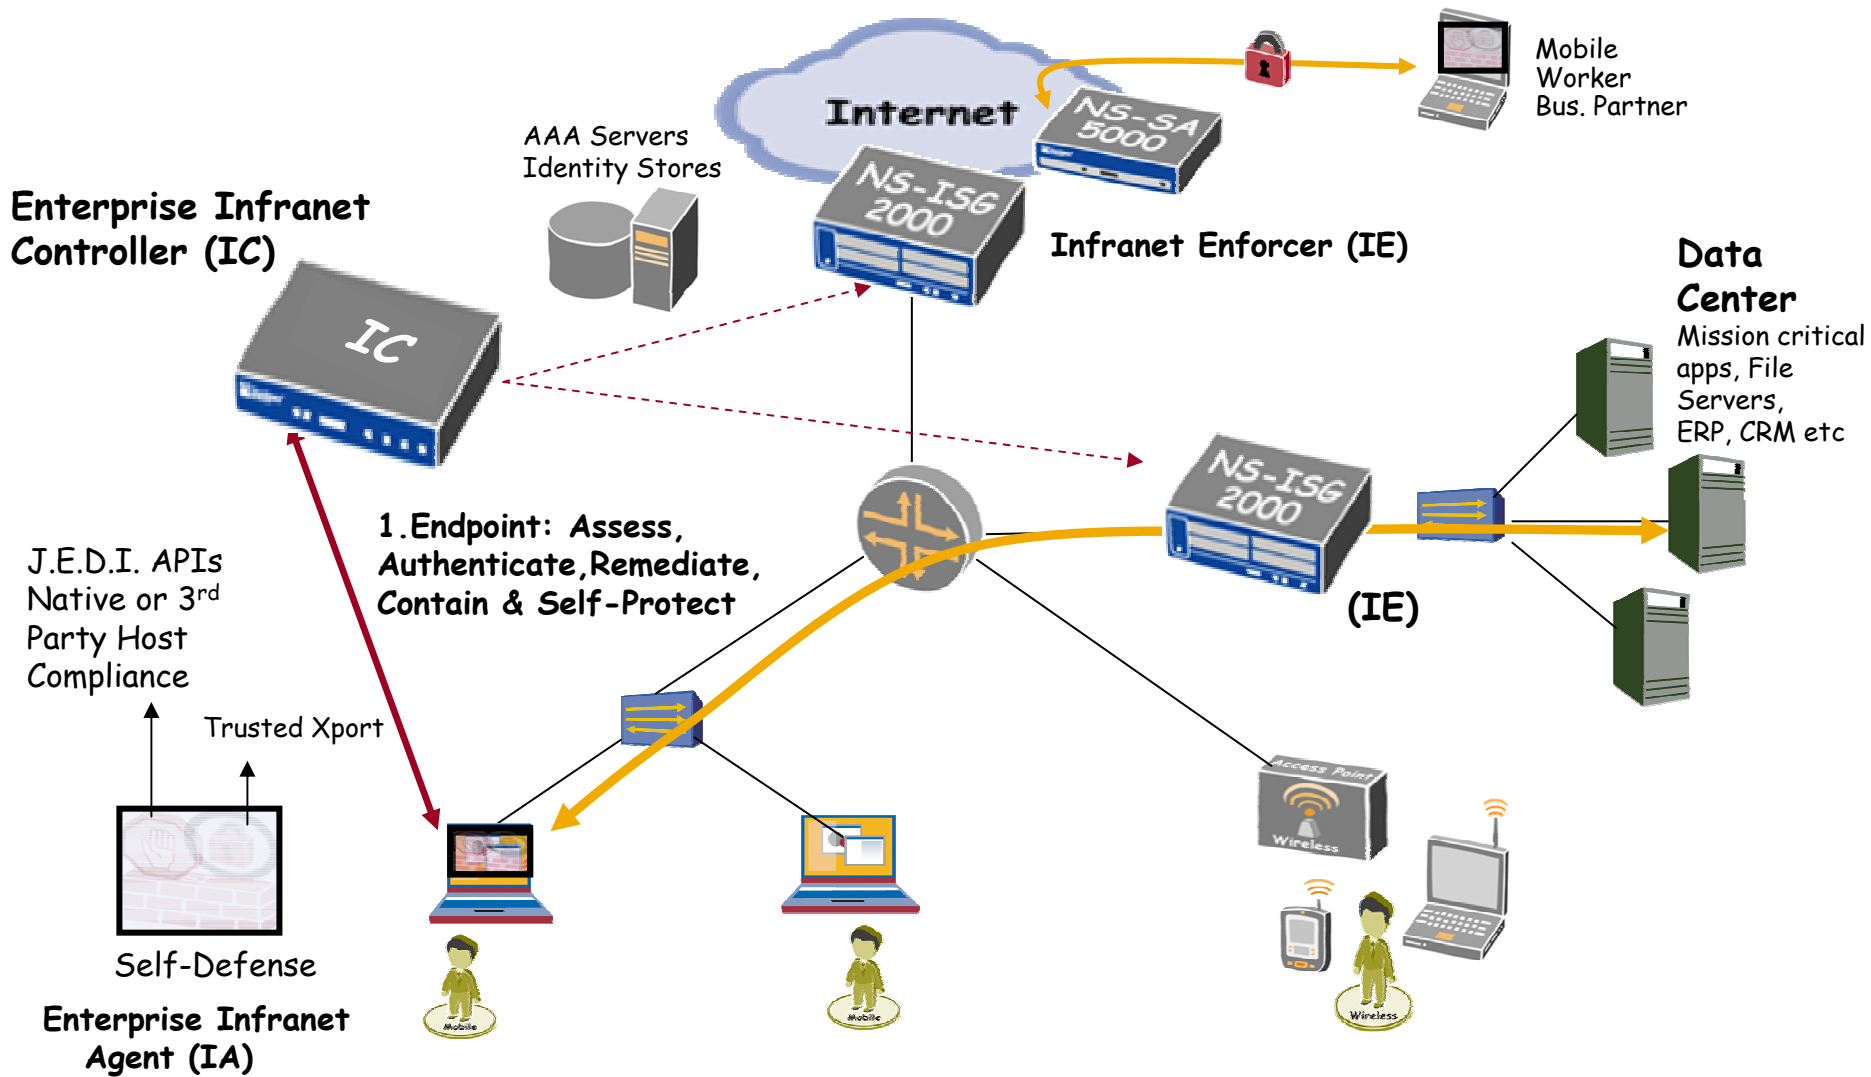 Internet
NS-SA
5000
Mobile
Worker
Bus. Partner
AAA Servers
Identity Stores
NS-ISG
2000
Enterprise Infranet
Controller (IC)
Infranet Enforcer (IE)
Data
Center
Mission critical
apps, File
Servers,
ERP, CRM etc
IC
NS-ISG
2000
(IE)
1.Endpoint: Assess,
Authenticate,Remediate,
Contain & Self-Protect
J.E.D.I. APIs
Native or 3rd
Party Host
Compliance
Trusted Xport
Access Point
Wireless
Self-Defense
Enterprise Infranet
Agent (IA)
Mobile
Mobile
Wireless